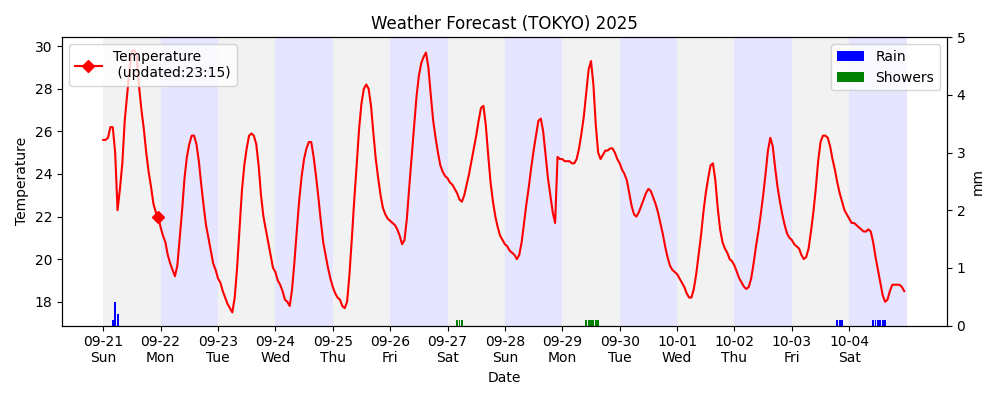 Weather Forecast (TOKYO) 2025
Temperature
(updated:23:15)
Rain
Showers
30
28
26
24
22
20
18
Temperature
5
4
3
2
1
0
mm
09-21 09-22 09-23 09-24 09-25 09-26 09-27 09-28 09-29 09-30 10-01 10-02 10-03 10-04
Sun Mon Tue Wed Thu Fri Sat Sun Mon Tue Wed Thu Fri Sat
Date